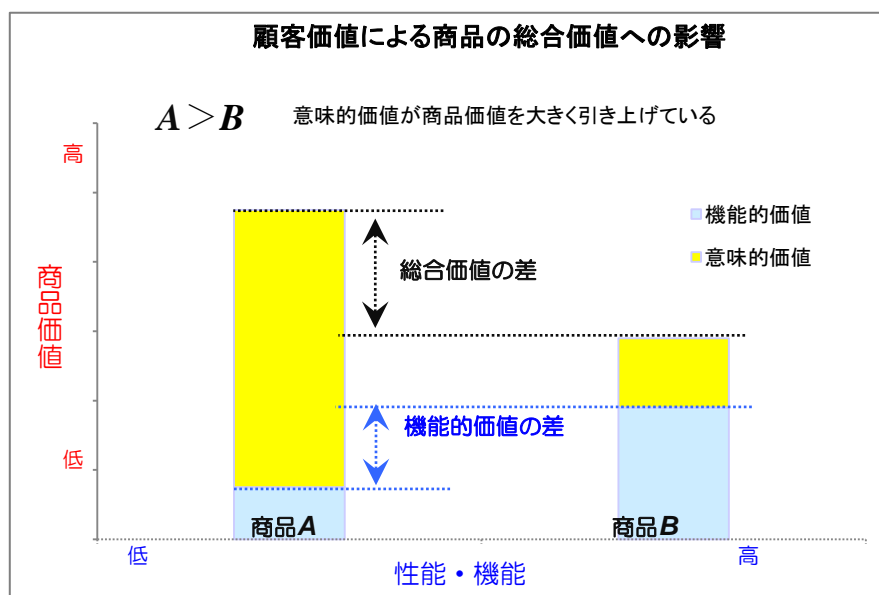 顧客価値による商品の総合価値への影響
A＞B 意味的価値が商品価値を大きく引き上げている
高
機能的価値
意味的価値
総合価値の差
商品価値
機能的価値の差
低
商品A
商品B
低
高
性能・機能